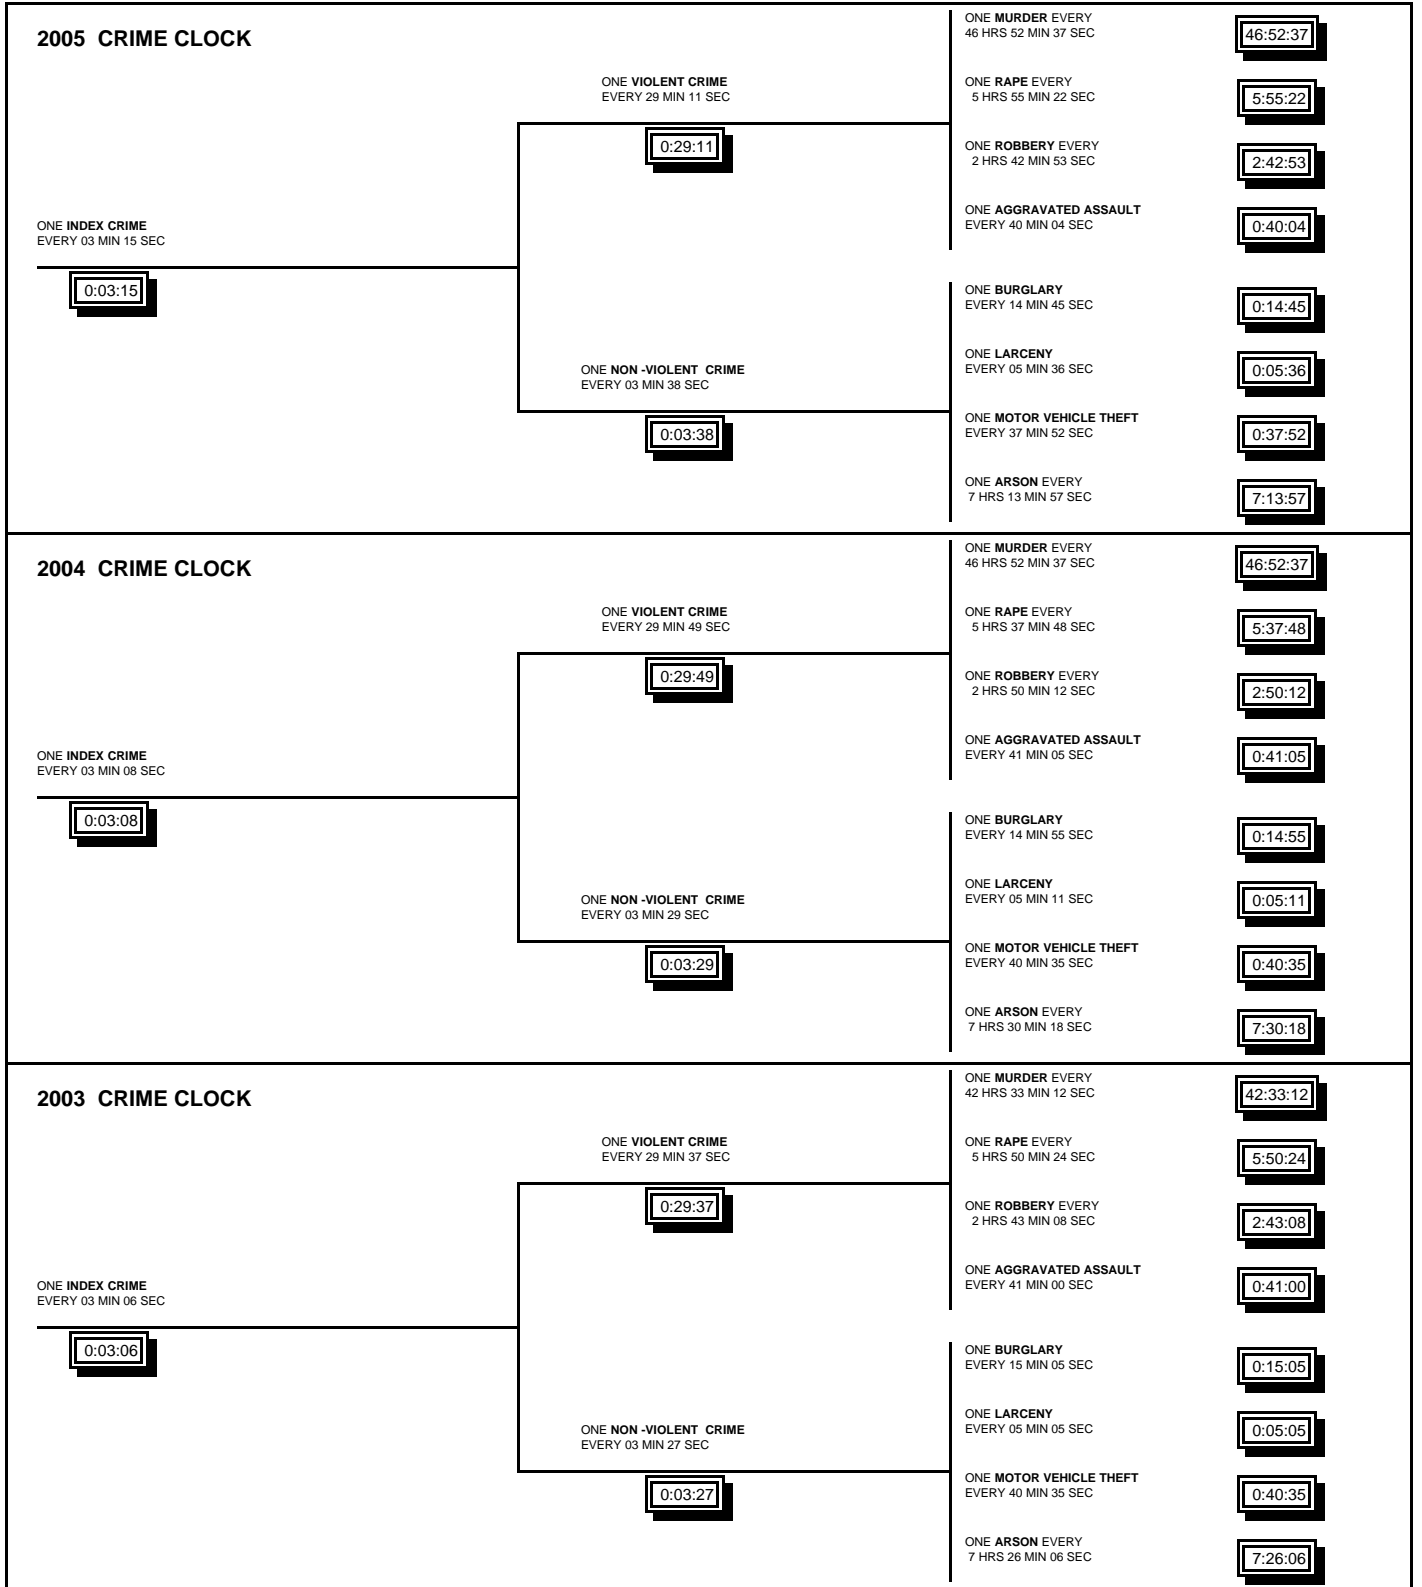 2005 CRIME CLOCK
ONE INDEX CRIME
EVERY 03 MIN 15 SEC
0:03:15
ONE VIOLENT CRIME
EVERY 29 MIN 11 SEC
0:29:11
ONE NON -VIOLENT CRIME
EVERY 03 MIN 38 SEC
0:03:38
ONE MURDER EVERY
46 HRS 52 MIN 37 SEC
46:52:37
ONE RAPE EVERY
5 HRS 55 MIN 22 SEC
5:55:22
ONE ROBBERY EVERY
2 HRS 42 MIN 53 SEC
2:42:53
ONE AGGRAVATED ASSAULT
EVERY 40 MIN 04 SEC
0:40:04
ONE BURGLARY
EVERY 14 MIN 45 SEC
0:14:45
ONE LARCENY
EVERY 05 MIN 36 SEC
0:05:36
ONE MOTOR VEHICLE THEFT
EVERY 37 MIN 52 SEC
0:37:52
ONE ARSON EVERY
7 HRS 13 MIN 57 SEC
7:13:57
2004 CRIME CLOCK
ONE INDEX CRIME
EVERY 03 MIN 08 SEC
0:03:08
ONE VIOLENT CRIME
EVERY 29 MIN 49 SEC
0:29:49
ONE NON -VIOLENT CRIME
EVERY 03 MIN 29 SEC
0:03:29
ONE MURDER EVERY
46 HRS 52 MIN 37 SEC
46:52:37
ONE RAPE EVERY
5 HRS 37 MIN 48 SEC
5:37:48
ONE ROBBERY EVERY
2 HRS 50 MIN 12 SEC
2:50:12
ONE AGGRAVATED ASSAULT
EVERY 41 MIN 05 SEC
0:41:05
ONE BURGLARY
EVERY 14 MIN 55 SEC
0:14:55
ONE LARCENY
EVERY 05 MIN 11 SEC
0:05:11
ONE MOTOR VEHICLE THEFT
EVERY 40 MIN 35 SEC
0:40:35
ONE ARSON EVERY
7 HRS 30 MIN 18 SEC
7:30:18
2003 CRIME CLOCK
ONE INDEX CRIME
EVERY 03 MIN 06 SEC
0:03:06
ONE VIOLENT CRIME
EVERY 29 MIN 37 SEC
0:29:37
ONE NON -VIOLENT CRIME
EVERY 03 MIN 27 SEC
0:03:27
ONE MURDER EVERY
42 HRS 33 MIN 12 SEC
42:33:12
ONE RAPE EVERY
5 HRS 50 MIN 24 SEC
5:50:24
ONE ROBBERY EVERY
2 HRS 43 MIN 08 SEC
2:43:08
ONE AGGRAVATED ASSAULT
EVERY 41 MIN 00 SEC
0:41:00
ONE BURGLARY
EVERY 15 MIN 05 SEC
0:15:05
ONE LARCENY
EVERY 05 MIN 05 SEC
0:05:05
ONE MOTOR VEHICLE THEFT
EVERY 40 MIN 35 SEC
0:40:35
ONE ARSON EVERY
7 HRS 26 MIN 06 SEC
7:26:06